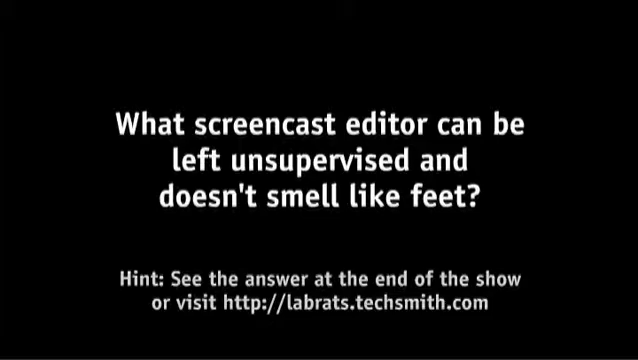 What screencast editor can be
left unsupervised and
doesn't smell like feet?
Hint: See the answer at the end of the show
or visit http://labrats.techsmith.com